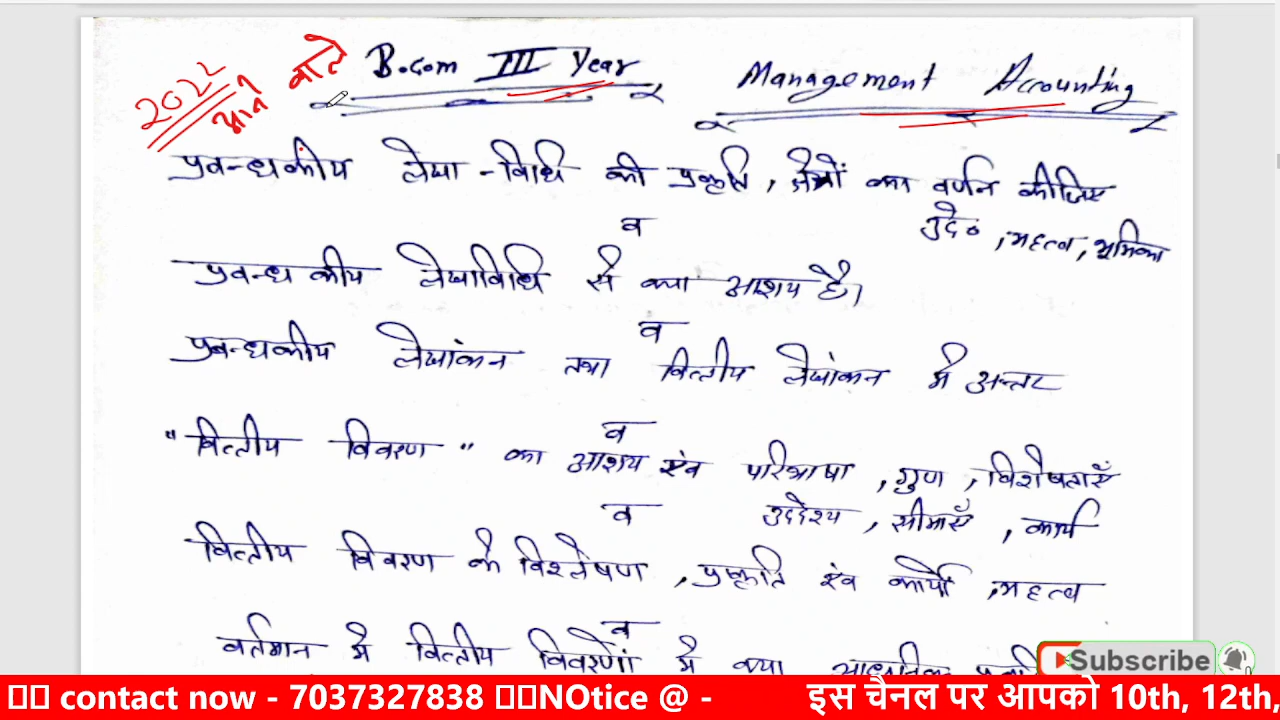 2022 आने वाले
B.com III Year
Management Accounting
प्रबन्धकीय लेखा-विधि की प्रकृति, क्षेत्रों का वर्णन कीजिए
उद्दे०, महत्व, भूमिका
व
प्रबन्धकीय लेखाविधि से क्या आशय है।
व
प्रबन्धकीय लेखांकन तथा वित्तीय लेखांकन में अन्तर
व
"वित्तीय विवरण" का आशय एंव परिभाषा, गुण, विशेषताएँ
व उद्देश्य, सीमाएँ, कार्य
वित्तीय विवरण के विश्लेषण, प्रकृति एंव कार्यो, महत्व
व
वर्तमान में वित्तीय विवरणों में क्या
Subscribe
contact now - 7037327838 NOtice @ - इस चैनल पर आपको 10th, 12th,